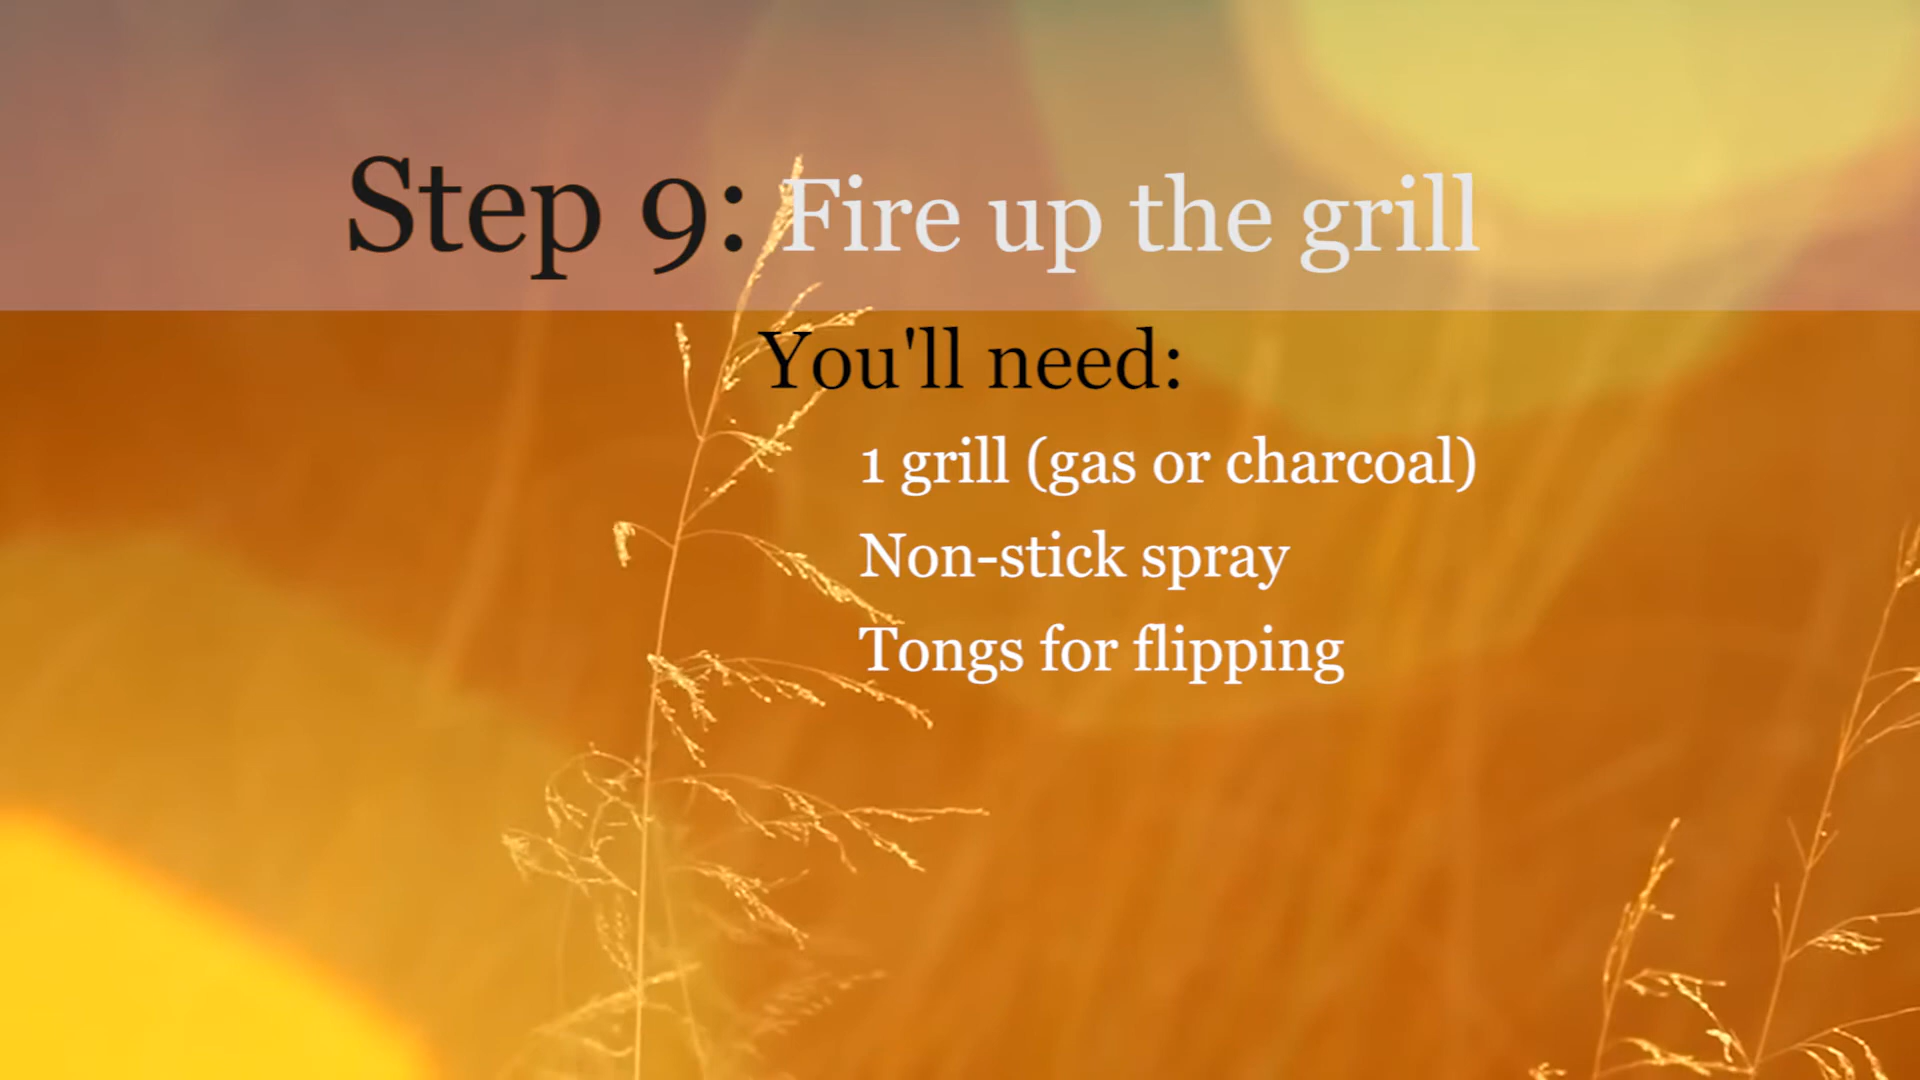 Step 9: Fire up the grill
You'll need:
1 grill (gas or charcoal)
Non-stick spray
Tongs for flipping